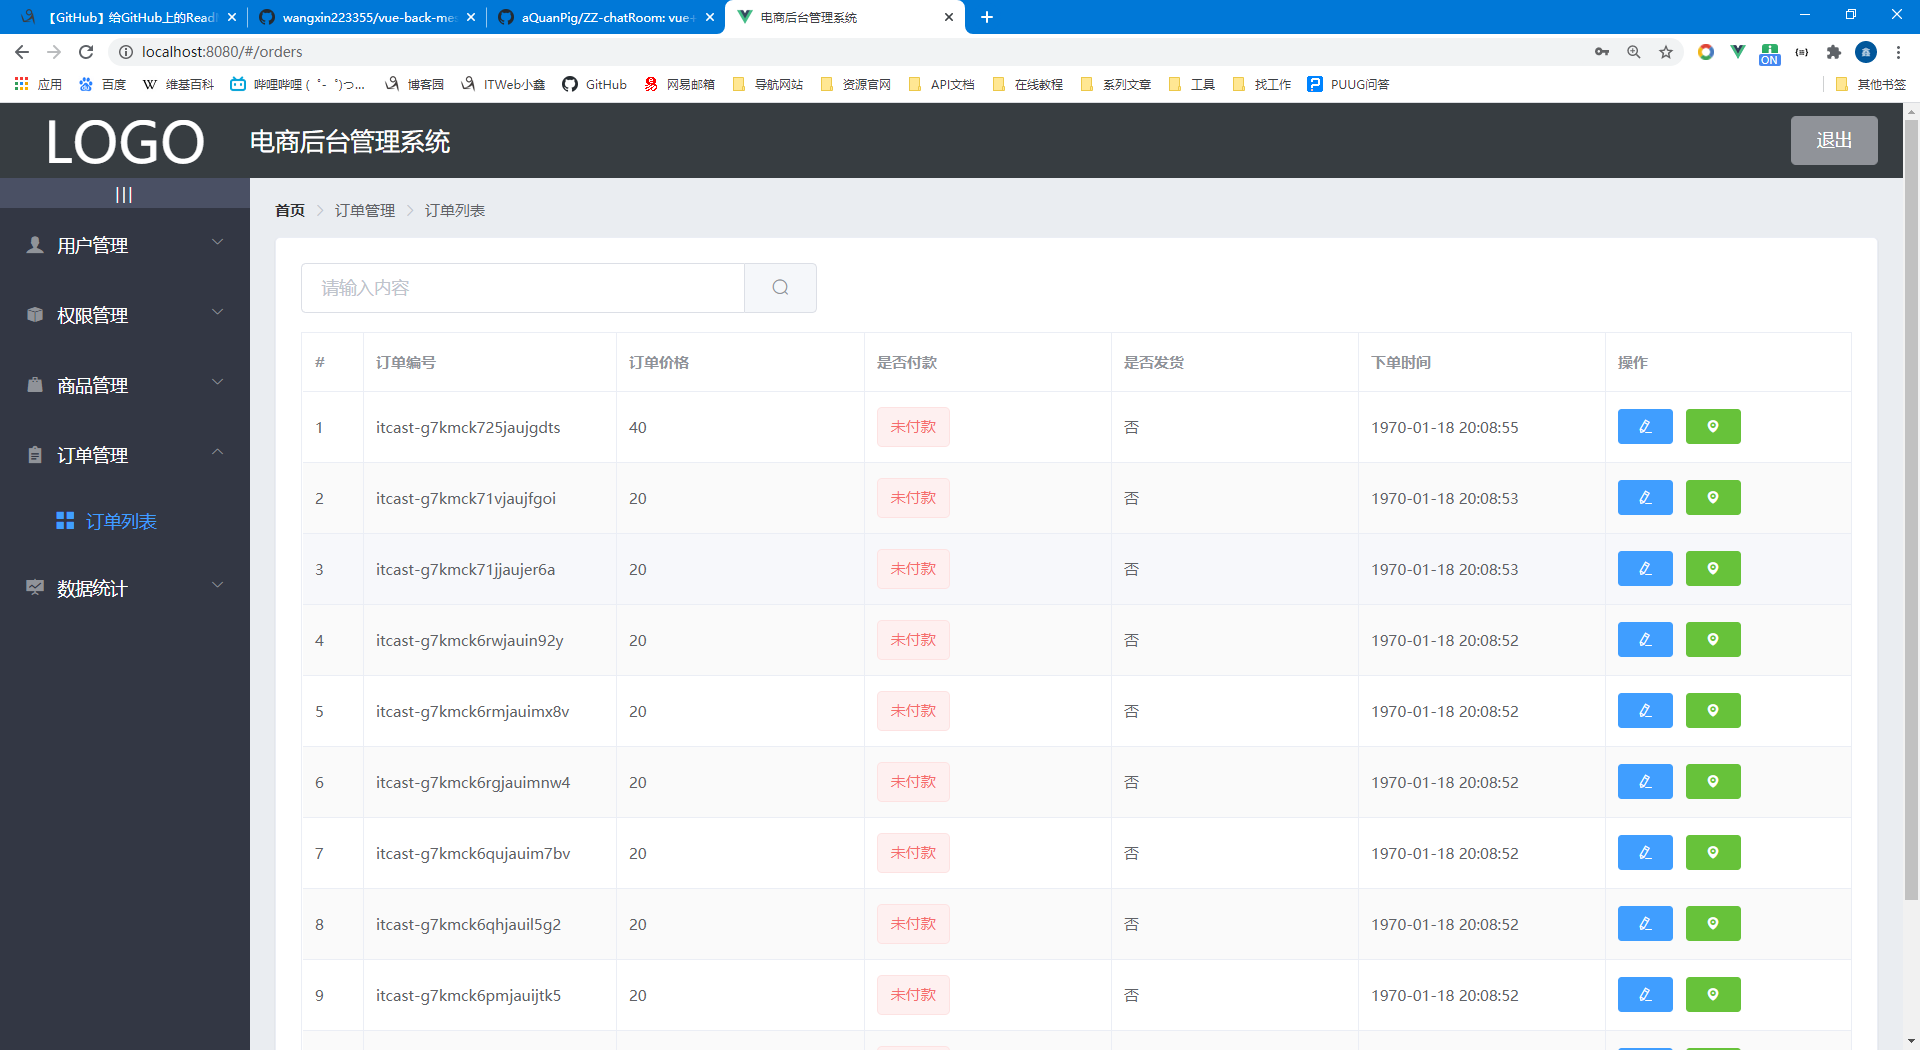 【GitHub】给GitHub上的Read
wangxin223355/vue-back-me
aQuanPig/ZZ-chatRoom: vue+
电商后台管理系统
localhost:8080/#/orders
ON
应用
百度
维基百科
哔哩哔哩 ( ゜- ゜)つ...
博客园
ITWeb小鑫
GitHub
网易邮箱
导航网站
资源官网
API文档
在线教程
系列文章
工具
找工作
PUUG问答
其他书签
LOGO
电商后台管理系统
退出
|||
用户管理
权限管理
商品管理
订单管理
订单列表
数据统计
首页 > 订单管理 > 订单列表
请输入内容
# 订单编号 订单价格 是否付款 是否发货 下单时间 操作
1 itcast-g7kmck725jaujgdts 40 未付款 否 1970-01-18 20:08:55
2 itcast-g7kmck71vjaujfgoi 20 未付款 否 1970-01-18 20:08:53
3 itcast-g7kmck71jjaujer6a 20 未付款 否 1970-01-18 20:08:53
4 itcast-g7kmck6rwjauin92y 20 未付款 否 1970-01-18 20:08:52
5 itcast-g7kmck6rmjauimx8v 20 未付款 否 1970-01-18 20:08:52
6 itcast-g7kmck6rgjauimnw4 20 未付款 否 1970-01-18 20:08:52
7 itcast-g7kmck6qujauim7bv 20 未付款 否 1970-01-18 20:08:52
8 itcast-g7kmck6qhjauil5g2 20 未付款 否 1970-01-18 20:08:52
9 itcast-g7kmck6pmjauijtk5 20 未付款 否 1970-01-18 20:08:52